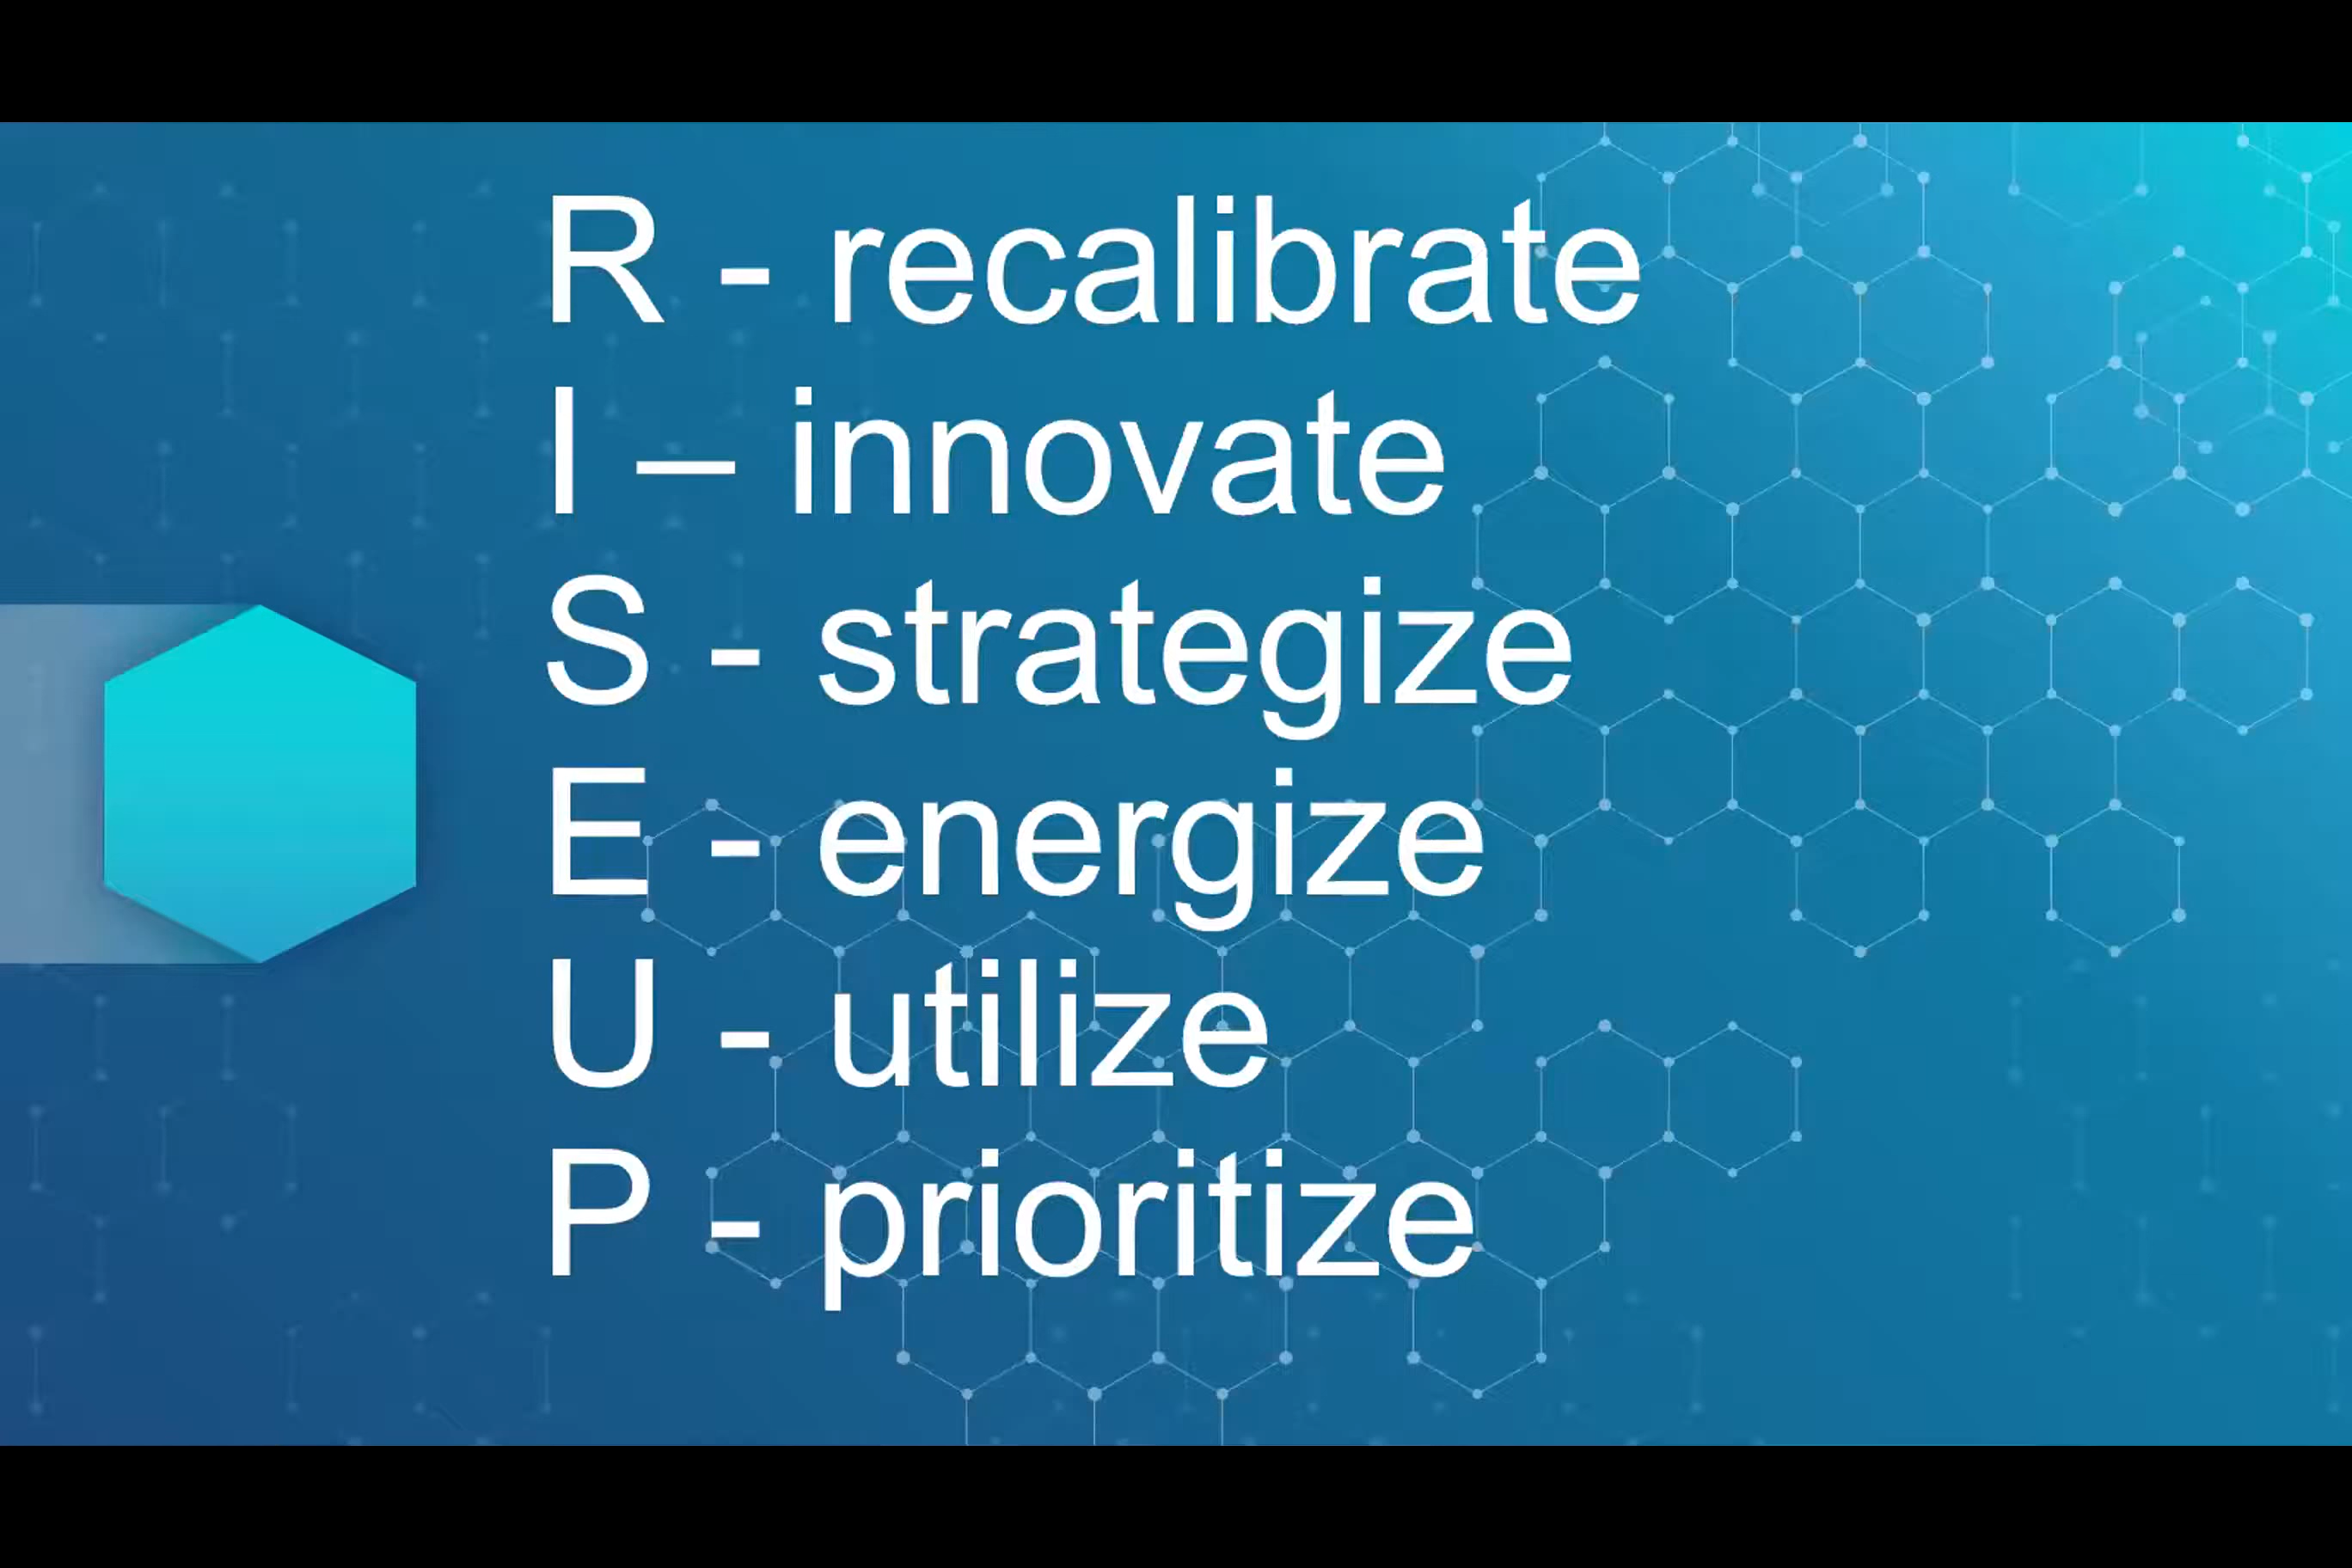 R - recalibrate
I – innovate
S - strategize
E - energize
U - utilize
P - prioritize